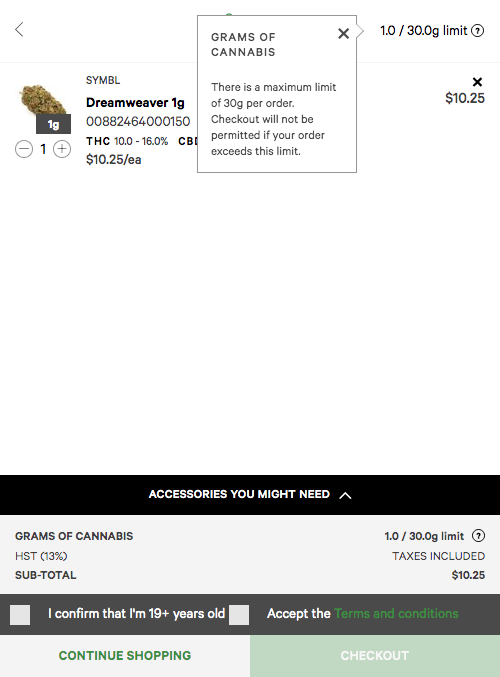 1.0 / 30.0g limit ?
GRAMS OF
CANNABIS
There is a maximum limit
of 30g per order.
Checkout will not be
permitted if your order
exceeds this limit.
SYMBL
Dreamweaver 1g
00882464000150
THC 10.0 - 16.0% CBD
$10.25/ea
$10.25
1g
1
ACCESSORIES YOU MIGHT NEED
GRAMS OF CANNABIS 1.0 / 30.0g limit ?
HST (13%) TAXES INCLUDED
SUB-TOTAL $10.25
I confirm that I'm 19+ years old Accept the Terms and conditions
CONTINUE SHOPPING CHECKOUT